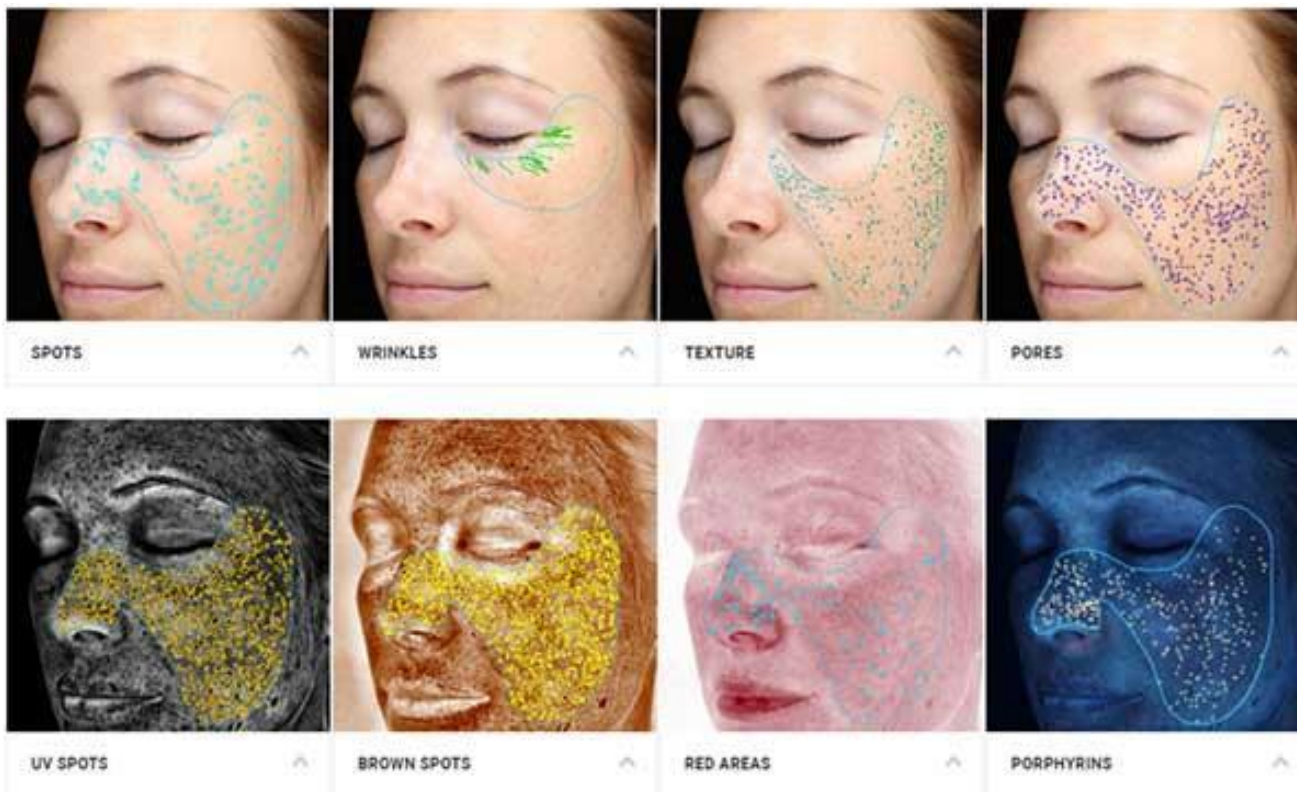 SPOTS
WRINKLES
TEXTURE
PORES
UV SPOTS
BROWN SPOTS
RED AREAS
PORPHYRINS